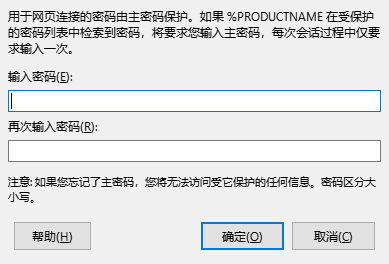 用于网页连接的密码由主密码保护。如果 %PRODUCTNAME 在受保护
的密码列表中检索到密码，将要求您输入主密码，每次会话过程中仅要
求输入一次。
输入密码(E):
再次输入密码(R):
注意: 如果您忘记了主密码，您将无法访问受它保护的任何信息。密码区分大
小写。
帮助(H) 确定(O) 取消(C)